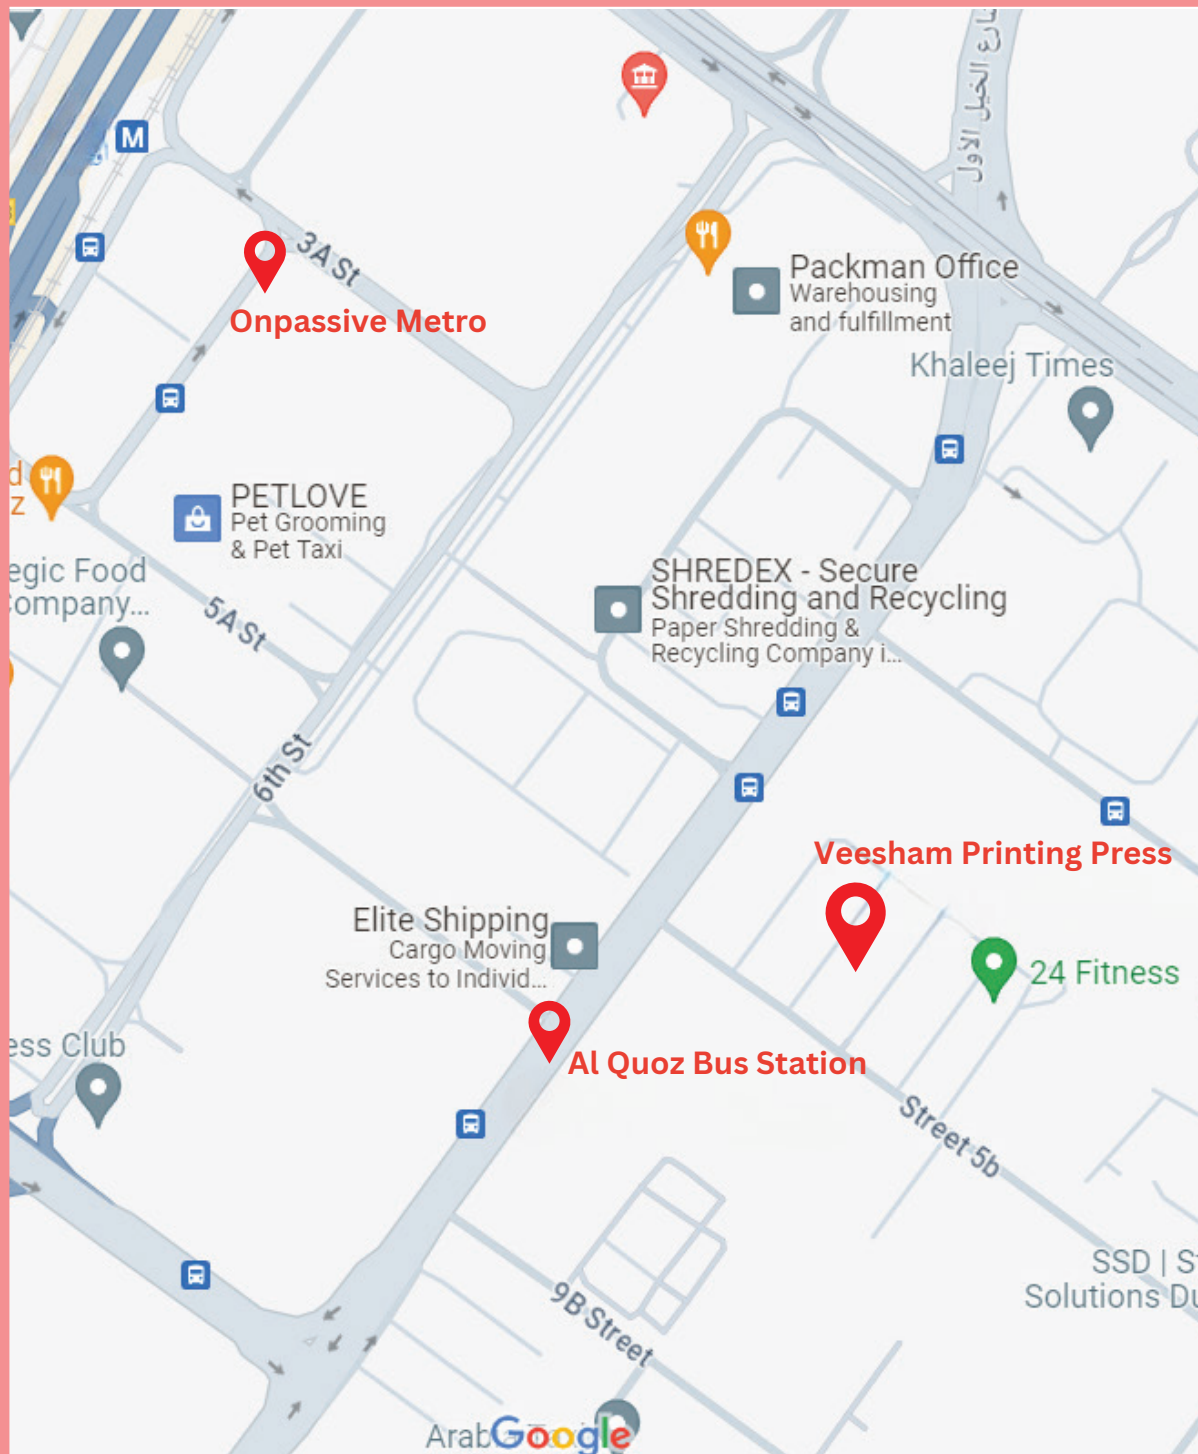 شارع الخيل الأول
M
3A St
Onpassive Metro
Packman Office
Warehousing
and fulfillment
Khaleej Times
d
z
PETLOVE
Pet Grooming
& Pet Taxi
egic Food
ompany...
5A St
SHREDEX - Secure
Shredding and Recycling
Paper Shredding &
Recycling Company i...
6th St
Veesham Printing Press
Elite Shipping
Cargo Moving
Services to Individ...
24 Fitness
ess Club
Al Quoz Bus Station
Street 5b
SSD | S
Solutions Du
9B Street
Google